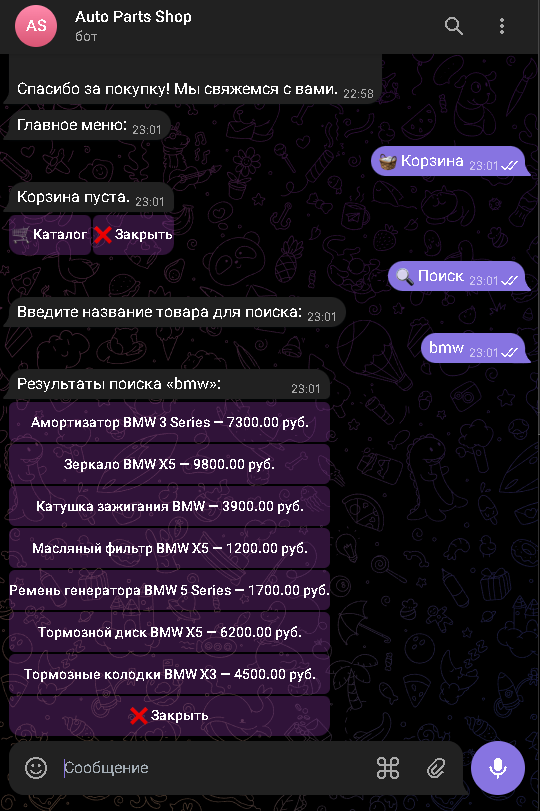 AS
Auto Parts Shop
бот
Спасибо за покупку! Мы свяжемся с вами. 22:58
Главное меню: 23:01
Корзина 23:01
Корзина пуста. 23:01
Каталог
Закрыть
Поиск 23:01
Введите название товара для поиска: 23:01
bmw 23:01
Результаты поиска «bmw»: 23:01
Амортизатор BMW 3 Series — 7300.00 руб.
Зеркало BMW X5 — 9800.00 руб.
Катушка зажигания BMW — 3900.00 руб.
Масляный фильтр BMW X5 — 1200.00 руб.
Ремень генератора BMW 5 Series — 1700.00 руб.
Тормозной диск BMW X5 — 6200.00 руб.
Тормозные колодки BMW X3 — 4500.00 руб.
Закрыть
Сообщение